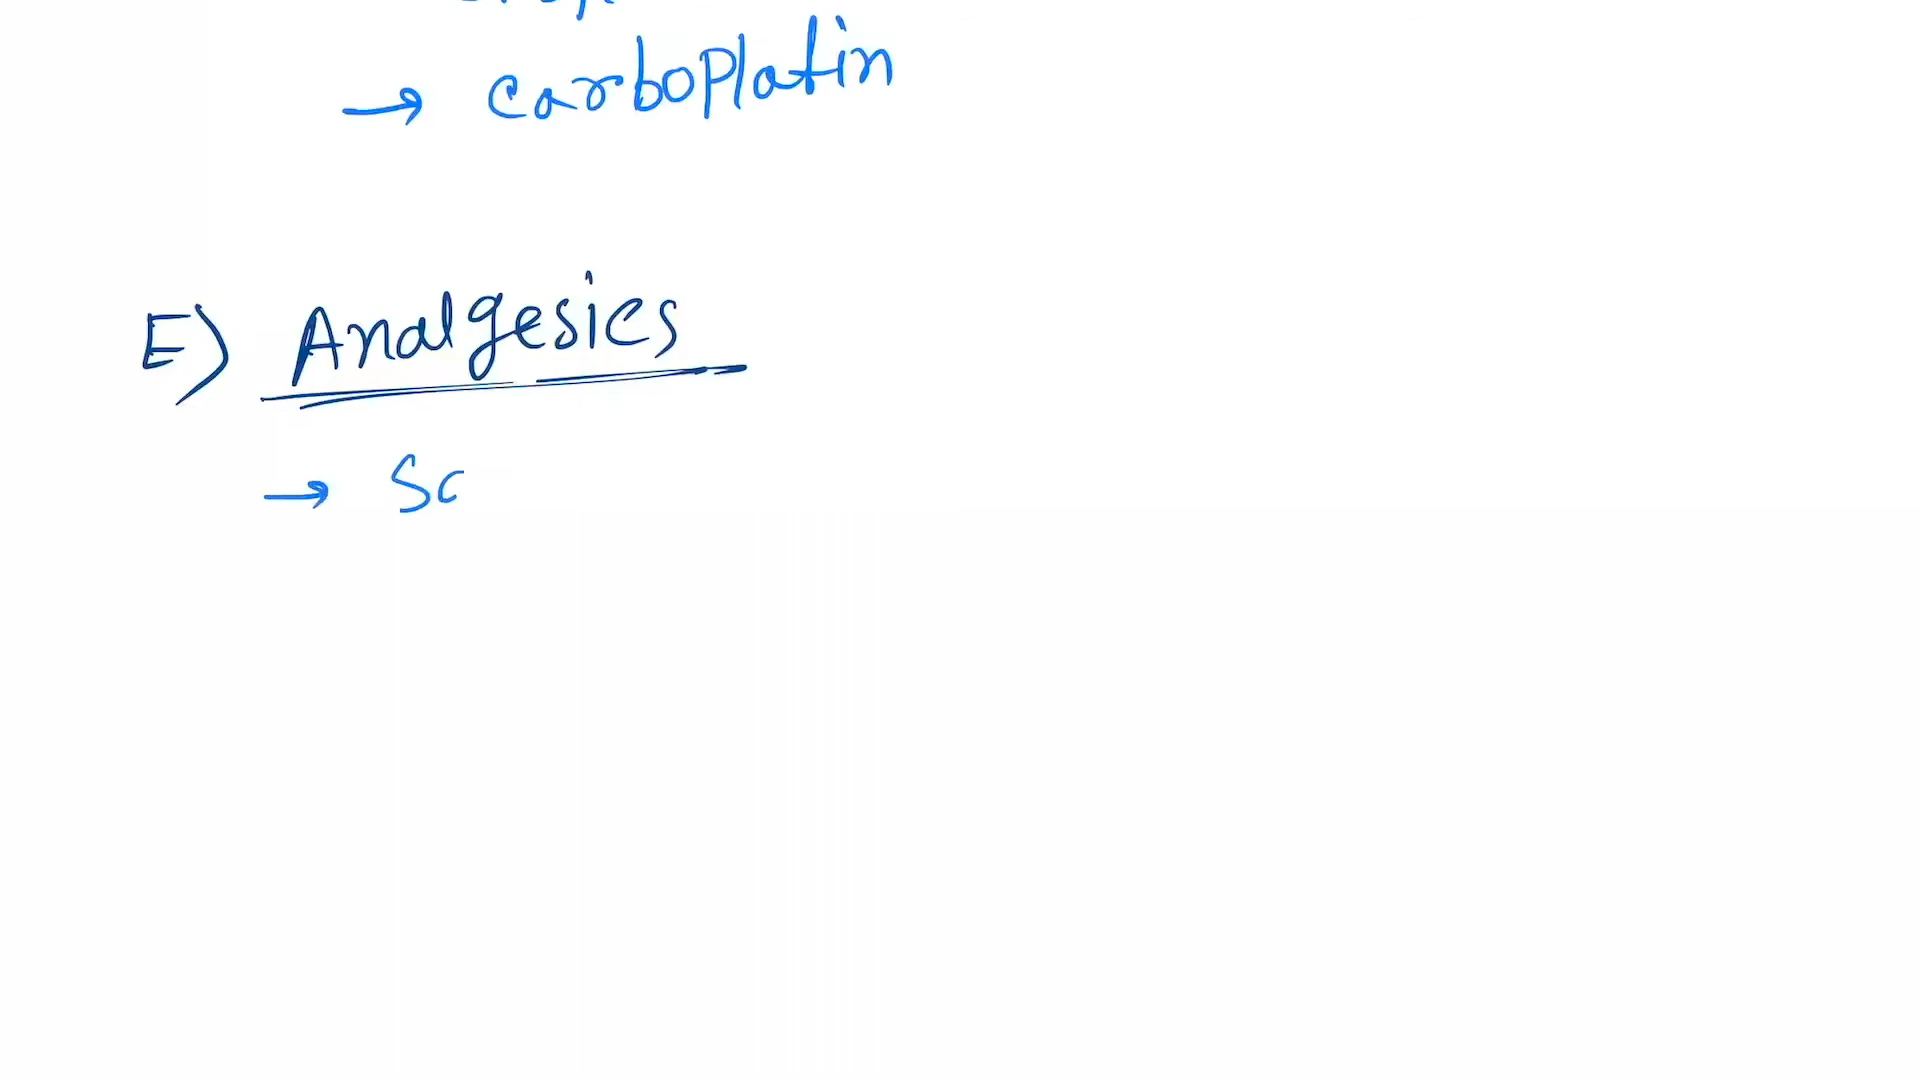 → carboplatin
E) Analgesics
→ Sc